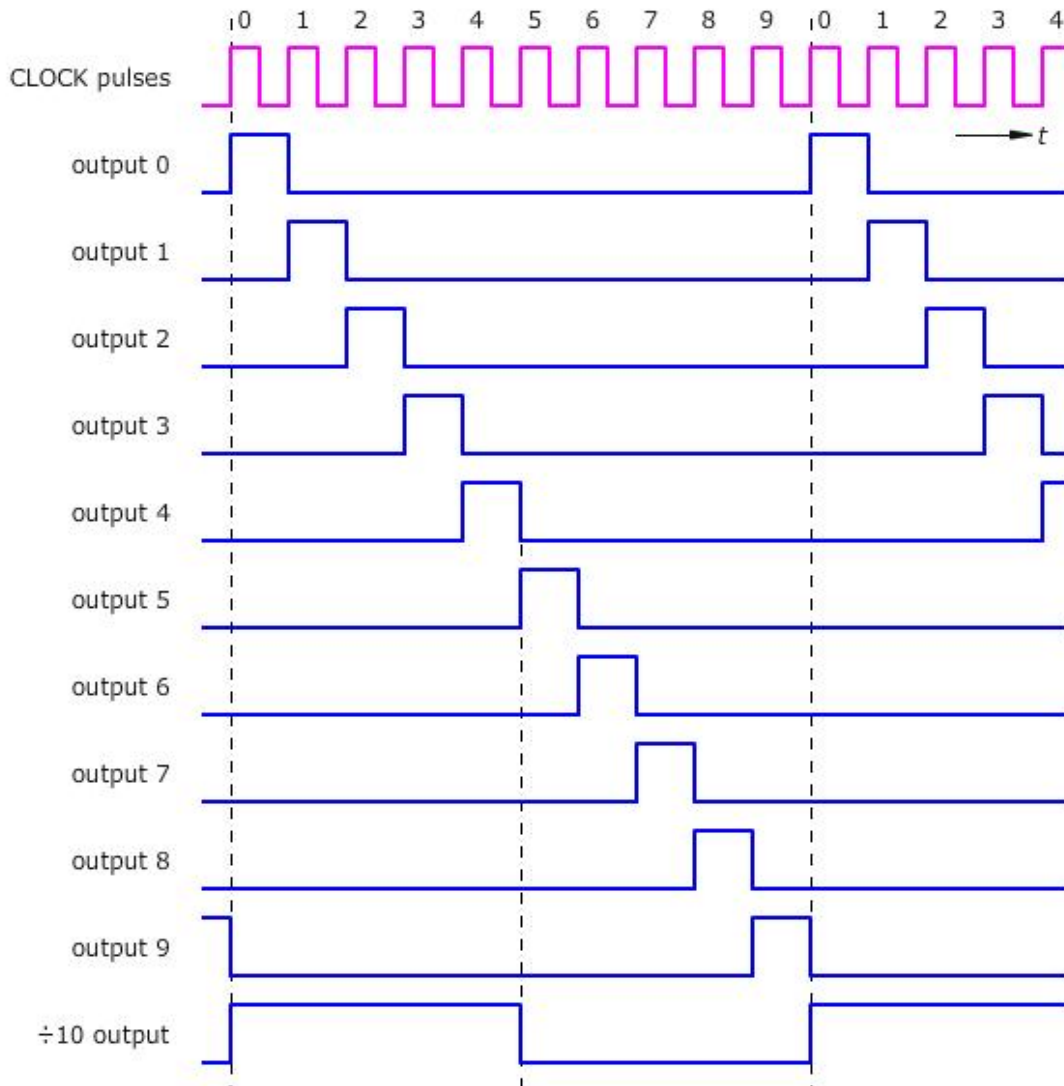 0 1 2 3 4 5 6 7 8 9 0 1 2 3 4
CLOCK pulses
t
output 0
output 1
output 2
output 3
output 4
output 5
output 6
output 7
output 8
output 9
÷10 output